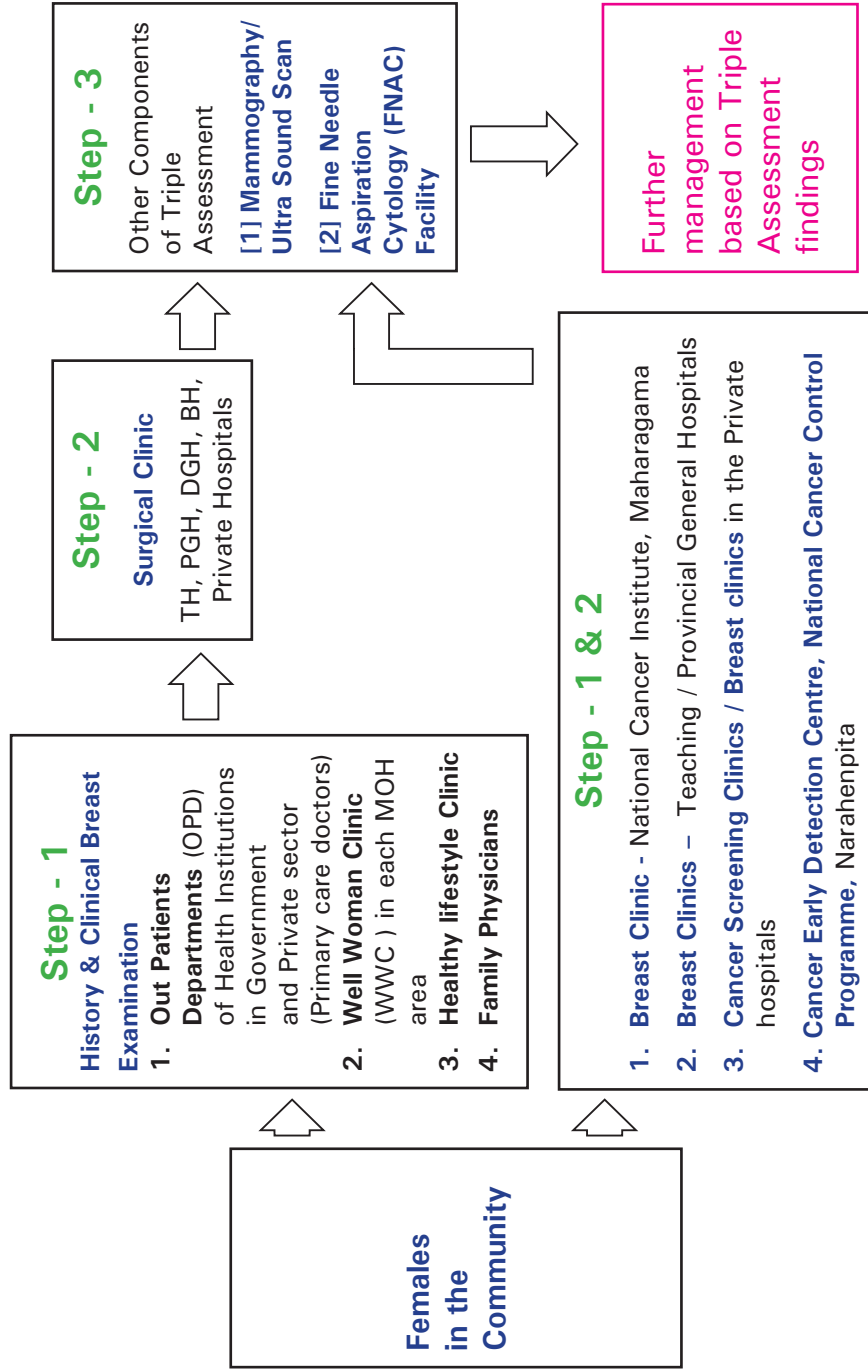 Females
in the
Community
Step - 1
History & Clinical Breast
Examination
1. Out Patients
Departments (OPD)
of Health Institutions
in Government
and Private sector
(Primary care doctors)
2. Well Woman Clinic
(WWC ) in each MOH
area
3. Healthy lifestyle Clinic
4. Family Physicians
Step - 2
Surgical Clinic
TH, PGH, DGH, BH,
Private Hospitals
Step - 3
Other Components
of Triple
Assessment
[1] Mammography/
Ultra Sound Scan
[2] Fine Needle
Aspiration
Cytology (FNAC)
Facility
Step - 1 & 2
1. Breast Clinic - National Cancer Institute, Maharagama
2. Breast Clinics – Teaching / Provincial General Hospitals
3. Cancer Screening Clinics / Breast clinics in the Private
hospitals
4. Cancer Early Detection Centre, National Cancer Control
Programme, Narahenpita
Further
management
based on Triple
Assessment
findings